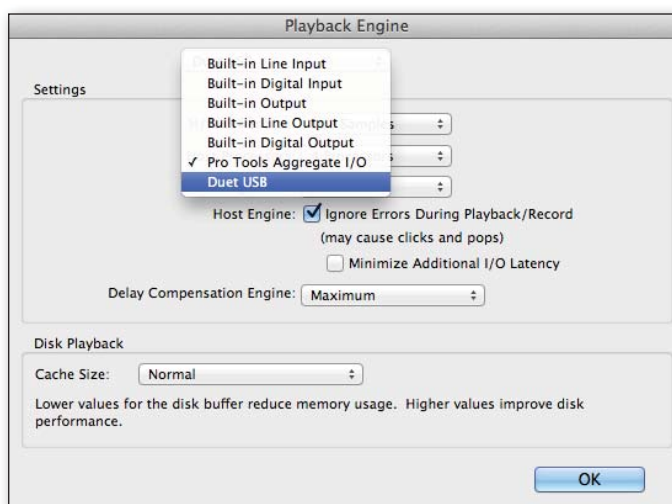 Playback Engine
Built-in Line Input
Built-in Digital Input
Settings
Built-in Output
Built-in Line Output
Built-in Digital Output
✓ Pro Tools Aggregate I/O
Duet USB
Host Engine: Ignore Errors During Playback/Record
(may cause clicks and pops)
Minimize Additional I/O Latency
Delay Compensation Engine: Maximum
Disk Playback
Cache Size: Normal
Lower values for the disk buffer reduce memory usage. Higher values improve disk
performance.
OK